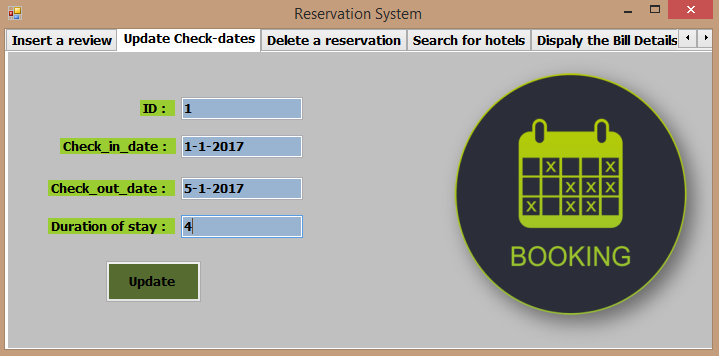 Reservation System
Insert a review Update Check-dates Delete a reservation Search for hotels Dispaly the Bill Details
ID : 1
Check_in_date : 1-1-2017
Check_out_date : 5-1-2017
Duration of stay : 4
Update
X
X X X
X X X
BOOKING